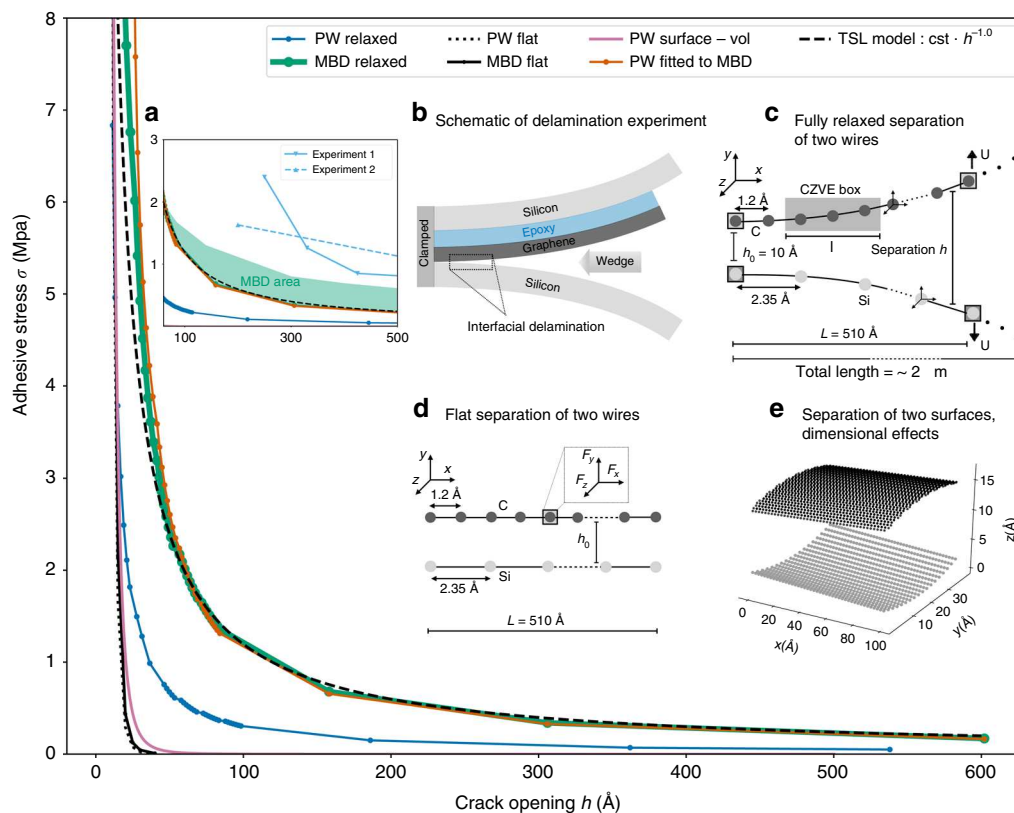 PW relaxed
PW flat
PW surface – vol
TSL model : cst · h⁻¹·⁰
MBD relaxed
MBD flat
PW fitted to MBD
8
7
6
5
4
3
2
1
0
Adhesive stress σ (Mpa)
0
100
200
300
400
500
600
Crack opening h (Å)
a
3
2
1
100
300
500
Experiment 1
Experiment 2
MBD area
b Schematic of delamination experiment
Clamped
Silicon
Epoxy
Graphene
Silicon
Wedge
Interfacial delamination
c Fully relaxed separation
of two wires
y
x
z
U
CZVE box
1.2 Å
C
l
h₀ = 10 Å
Separation h
2.35 Å
Si
U
L = 510 Å
Total length = ~ 2 m
d Flat separation of two wires
y
x
z
Fy
Fx
Fz
1.2 Å
C
h₀
Si
2.35 Å
L = 510 Å
e Separation of two surfaces,
dimensional effects
15
10
5
0
z(Å)
30
20
10
y(Å)
0
20
40
60
80
100
x(Å)